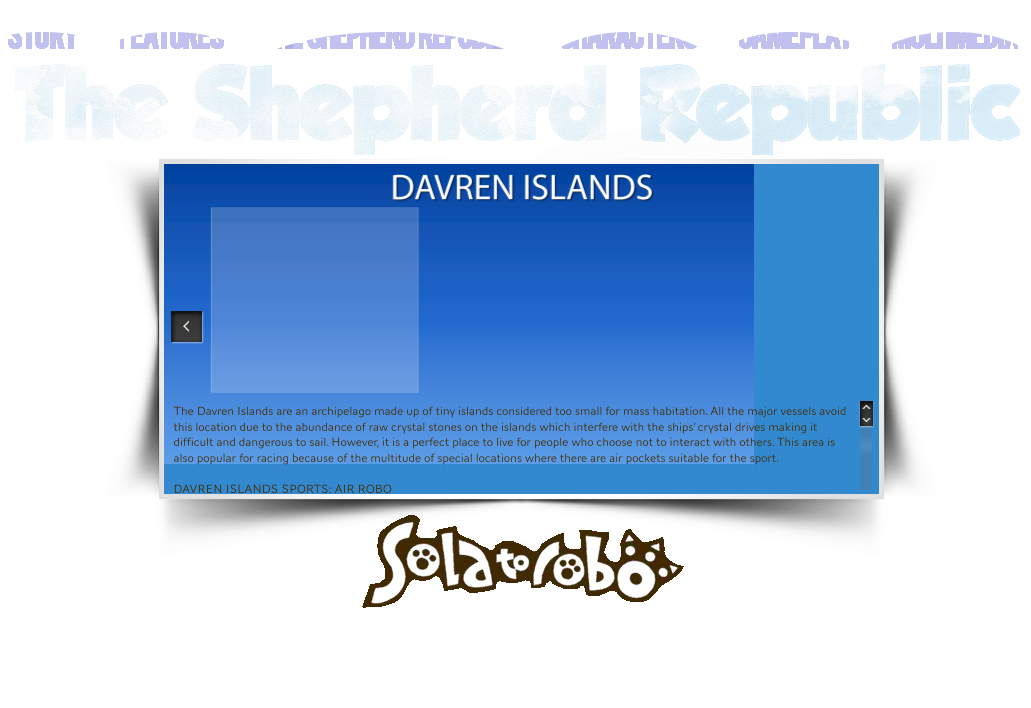 STORY FEATURES THE SHEPHERD REPUBLIC CHARACTERS GAMEPLAY MULTIMEDIA
The Shepherd Republic
DAVREN ISLANDS
The Davren Islands are an archipelago made up of tiny islands considered too small for mass habitation. All the major vessels avoid
this location due to the abundance of raw crystal stones on the islands which interfere with the ships' crystal drives making it
difficult and dangerous to sail. However, it is a perfect place to live for people who choose not to interact with others. This area is
also popular for racing because of the multitude of special locations where there are air pockets suitable for the sport.
DAVREN ISLANDS SPORTS: AIR ROBO
Solatorobo